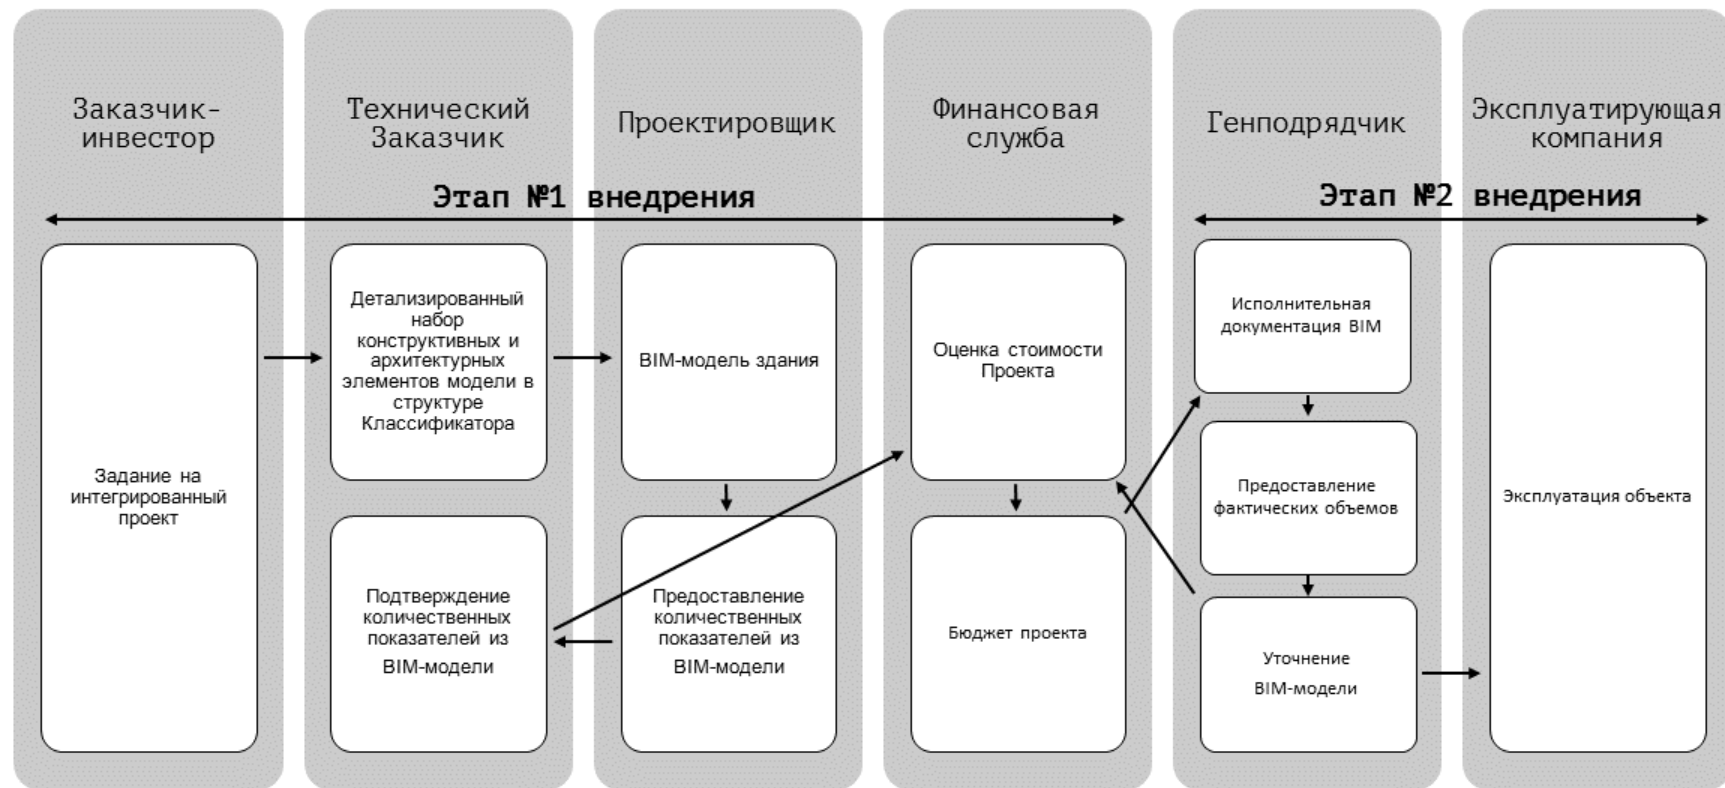 Заказчик-
инвестор
Технический
Заказчик
Проектировщик
Финансовая
служба
Генподрядчик
Эксплуатирующая
компания
Этап №1 внедрения
Этап №2 внедрения
Задание на
интегрированный
проект
Детализированный
набор
конструктивных и
архитектурных
элементов модели в
структуре
Классификатора
Подтверждение
количественных
показателей из
BIM-модели
BIM-модель здания
Предоставление
количественных
показателей из
BIM-модели
Оценка стоимости
Проекта
Бюджет проекта
Исполнительная
документация BIM
Предоставление
фактических объемов
Уточнение
BIM-модели
Эксплуатация объекта